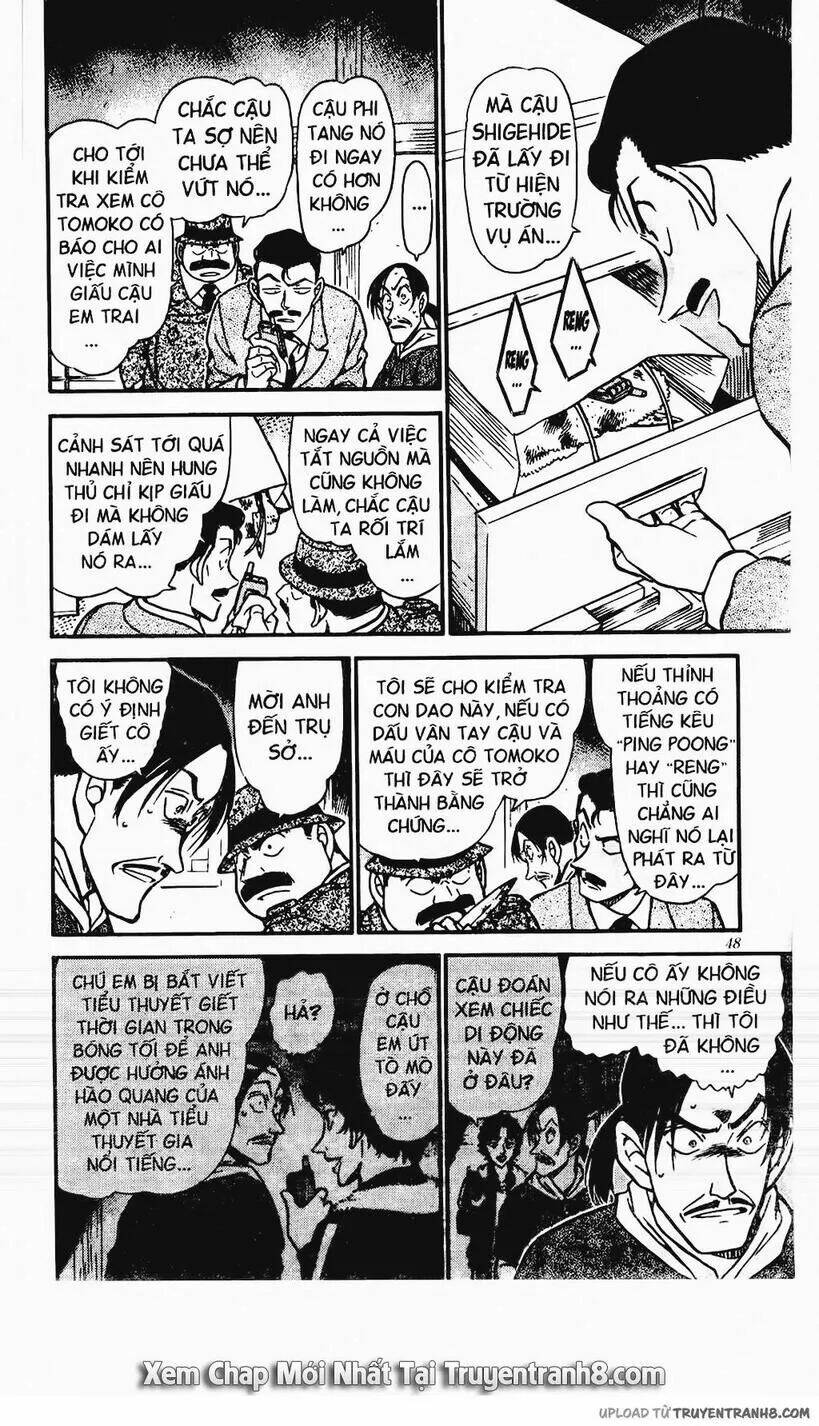 MÀ CẬU
SHIGEHIDE
ĐÃ LẤY ĐI
TỪ HIỆN
TRƯỜNG
VỤ ÁN...
RENG
...
RENG
...
....
CẬU PHI
TANG NÓ
ĐI NGAY
CÓ HƠN
KHÔNG
...
CHẮC CẬU
TA SỢ NÊN
CHƯA THỂ
VỨT NÓ...
CHO TỚI
KHI KIỂM
TRA XEM CÔ
TOMOKO CÓ
BÁO CHO AI
VIỆC MÌNH
GIẤU CẬU
EM TRAI
...
NGAY CẢ VIỆC
TẮT NGUỒN MÀ
CŨNG KHÔNG
LÀM, CHẮC CẬU
TA RỐI TRÍ
LẮM
...
CẢNH SÁT TỚI QUÁ
NHANH NÊN HUNG
THỦ CHỈ KỊP GIẤU
ĐI MÀ KHÔNG
DÁM LẤY
NÓ RA...
NẾU THỈNH
THOẢNG CÓ
TIẾNG KÊU
"PING POONG"
HAY "RENG"
THÌ CŨNG
CHẲNG AI
NGHĨ NÓ LẠI
PHÁT RA TỪ
ĐÂY...
TÔI SẼ CHO KIỂM TRA
CON DAO NÀY, NẾU CÓ
DẤU VÂN TAY CẬU VÀ
MÁU CỦA CÔ TOMOKO
THÌ ĐÂY SẼ TRỞ
THÀNH BẰNG
CHỨNG...
MỜI ANH
ĐẾN TRỤ
SỞ...
TÔI KHÔNG
CÓ Ý ĐỊNH
GIẾT CÔ
ẤY...
48
NẾU CÔ ẤY KHÔNG
NÓI RA NHỮNG ĐIỀU
NHƯ THẾ... THÌ TÔI
ĐÃ KHÔNG
...
CẬU ĐOÁN
XEM CHIẾC
DI ĐỘNG
NÀY ĐÃ
Ở ĐÂU?
Ở CHỖ
CẬU
EM ÚT
TÒ MÒ
ĐẤY
...
HẢ?
CHÚ EM BỊ BẮT VIẾT
TIỂU THUYẾT GIẾT
THỜI GIAN TRONG
BÓNG TỐI ĐỂ ANH
ĐƯỢC HƯỞNG ÁNH
HÀO QUANG CỦA
MỘT NHÀ TIỂU
THUYẾT GIA
NỔI TIẾNG...
Xem Chap Mới Nhất Tại Truyentranh8.com
UPLOAD TỪ TRUYENTRANH8.COM